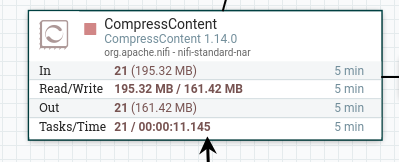 CompressContent
CompressContent 1.14.0
org.apache.nifi - nifi-standard-nar
In 21 (195.32 MB) 5 min
Read/Write 195.32 MB / 161.42 MB 5 min
Out 21 (161.42 MB) 5 min
Tasks/Time 21 / 00:00:11.145 5 min